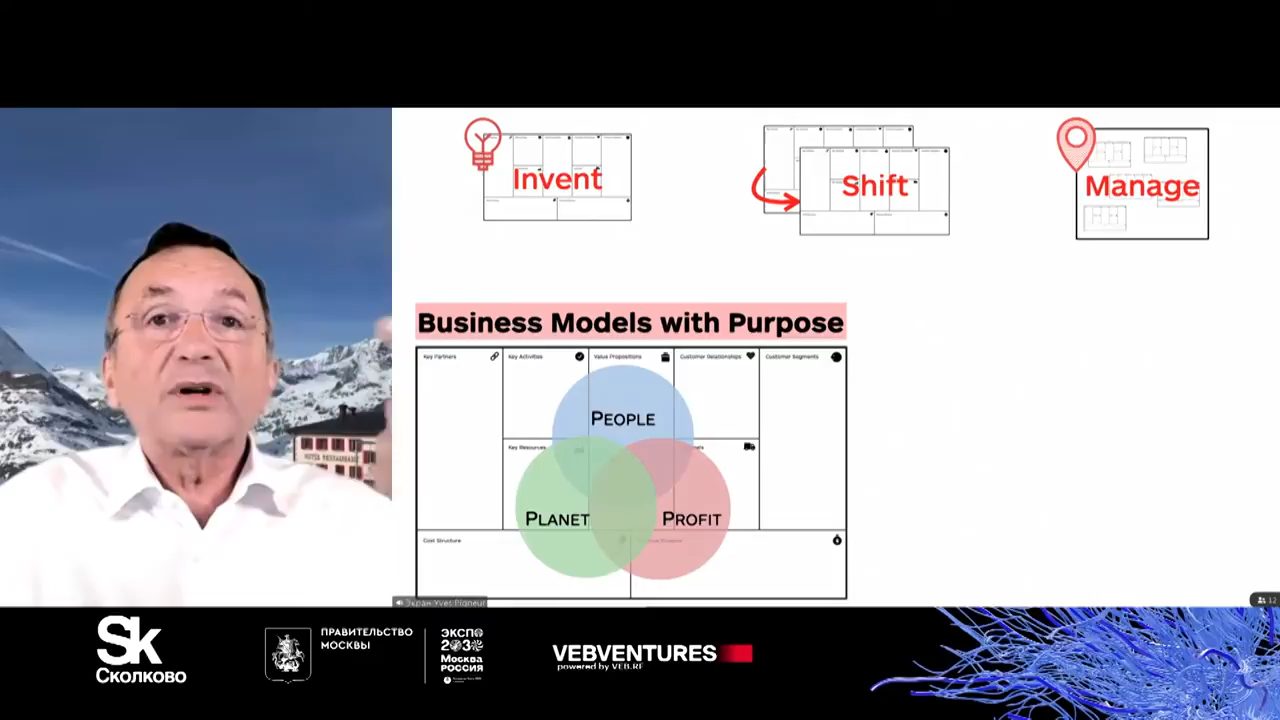 Invent
Shift
Manage
Business Models with Purpose
Key Partners
Key Activities
Value Propositions
Customer Relationships
Customer Segments
PEOPLE
Key Resources
PLANET
PROFIT
Cost Structure
Экран Yves Pigneur
12
Sk
Сколково
ПРАВИТЕЛЬСТВО
МОСКВЫ
ЭКСПО
2030
Москва
РОССИЯ
VEBVENTURES
powered by VEB.RF